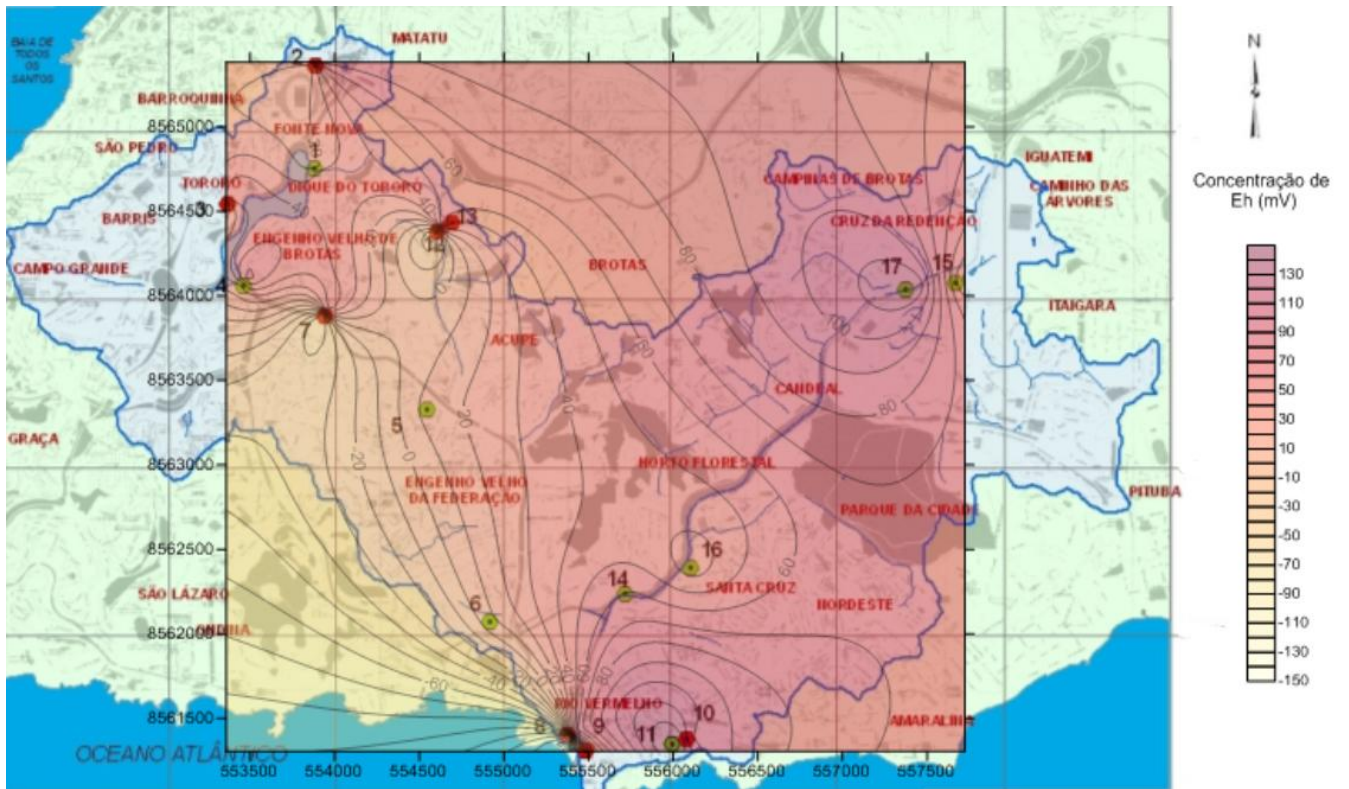 BAIA DE
TODOS
OS
SANTOS
MATATU
N
2
BARROQUINHA
8565000
FONTE NOVA
SÃO PEDRO
1
IGUATEMI
TORORÓ
DIQUE DO TORORÓ
60
CAMPINAS DE BROTAS
CAMINHO DAS
ÁRVORES
Concentração de
Eh (mV)
3
8564500
40
BARRIS
13
CRUZ DA REDENÇÃO
ENGENHO VELHO DE
BROTAS
12
CAMPO GRANDE
BROTAS
80
17
15
130
4
8564000
ITAIGARA
110
7
100
90
ACUPE
60
70
8563500
CANDEAL
50
5
20
40
80
30
GRAÇA
10
8563000
-20
0
HORTO FLORESTAL
-10
ENGENHO VELHO
DA FEDERAÇÃO
PITUBA
PARQUE DA CIDADE
-30
-50
8562500
16
60
-70
SÃO LÁZARO
14
SANTA CRUZ
-90
6
NORDESTE
ONDINA
8562000
-110
-130
-60
-40
80
-150
RIO VERMELHO
8561500
8
9
10
11
AMARALINA
OCEANO ATLÂNTICO
553500 554000 554500 555000 555500 556000 556500 557000 557500